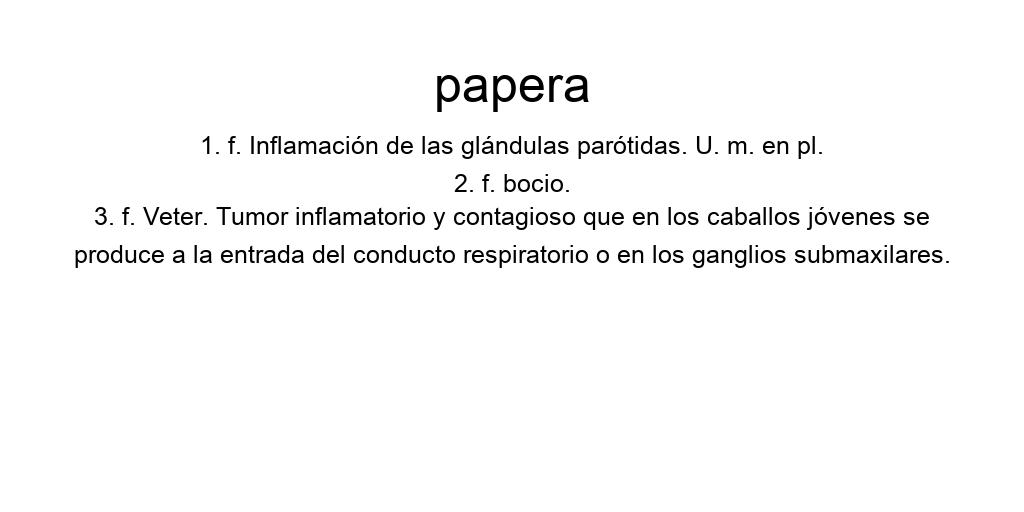 papera
1. f. Inflamación de las glándulas parótidas. U. m. en pl.
2. f. bocio.
3. f. Veter. Tumor inflamatorio y contagioso que en los caballos jóvenes se
produce a la entrada del conducto respiratorio o en los ganglios submaxilares.